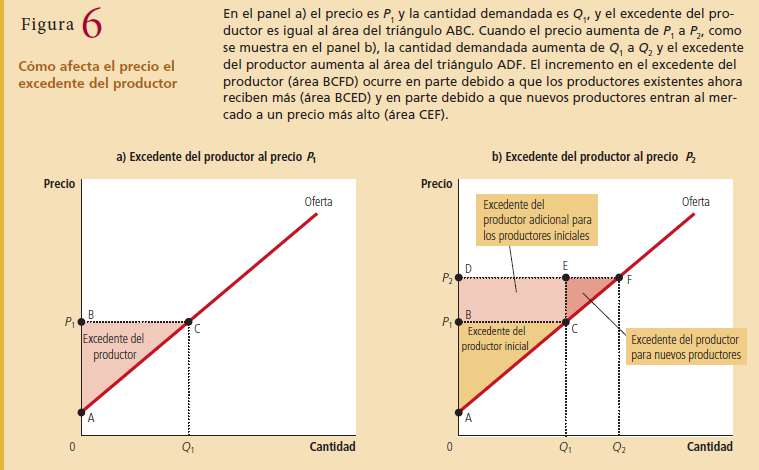 Figura 6
Cómo afecta el precio el
excedente del productor
En el panel a) el precio es P1 y la cantidad demandada es Q1, y el excedente del pro-
ductor es igual al área del triángulo ABC. Cuando el precio aumenta de P1 a P2, como
se muestra en el panel b), la cantidad demandada aumenta de Q1 a Q2 y el excedente
del productor aumenta al área del triángulo ADF. El incremento en el excedente del
productor (área BCFD) ocurre en parte debido a que los productores existentes ahora
reciben más (área BCED) y en parte debido a que nuevos productores entran al mer-
cado a un precio más alto (área CEF).
a) Excedente del productor al precio P1
Precio
Oferta
P1
B
C
Excedente del
productor
A
0
Q1
Cantidad
b) Excedente del productor al precio P2
Precio
Oferta
Excedente del
productor adicional para
los productores iniciales
P2
D
E
F
P1
B
C
Excedente del
productor inicial
Excedente del productor
para nuevos productores
A
0
Q1
Q2
Cantidad